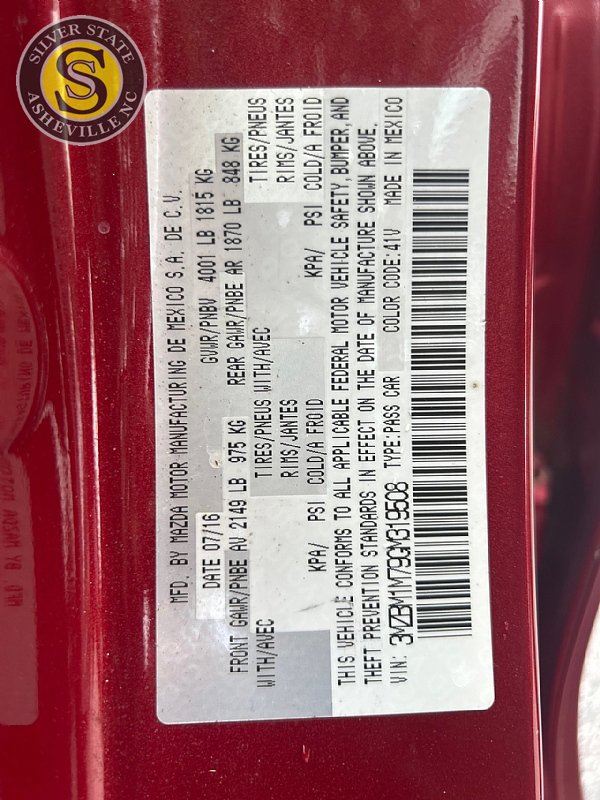 SILVER STATE
S
ASHEVILLE NC
MFD. BY MAZDA MOTOR MANUFACTURING DE MEXICO S.A. DE C.V.
DATE 07/16 GVWR/PNBV 4001 LB 1815 KG
FRONT GAWR/PNBE AV 2149 LB 975 KG REAR GAWR/PNBE AR 1870 LB 848 KG
WITH/AVEC TIRES/PNEUS WITH/AVEC TIRES/PNEUS
RIMS/JANTES RIMS/JANTES
KPA/ PSI COLD/A FROID KPA/ PSI COLD/A FROID
THIS VEHICLE CONFORMS TO ALL APPLICABLE FEDERAL MOTOR VEHICLE SAFETY, BUMPER, AND
THEFT PREVENTION STANDARDS IN EFFECT ON THE DATE OF MANUFACTURE SHOWN ABOVE.
VIN: 3MZBM1M79GM319508 TYPE:PASS CAR COLOR CODE:41V MADE IN MEXICO